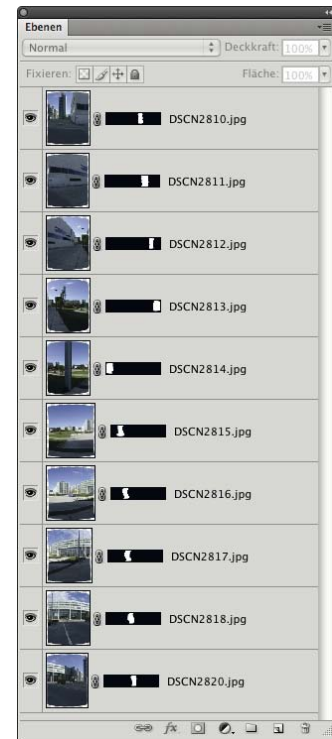 Ebenen
Normal Deckkraft: 100%
Fixieren: Fläche: 100%
DSCN2810.jpg
DSCN2811.jpg
DSCN2812.jpg
DSCN2813.jpg
DSCN2814.jpg
DSCN2815.jpg
DSCN2816.jpg
DSCN2817.jpg
DSCN2818.jpg
DSCN2820.jpg
fx